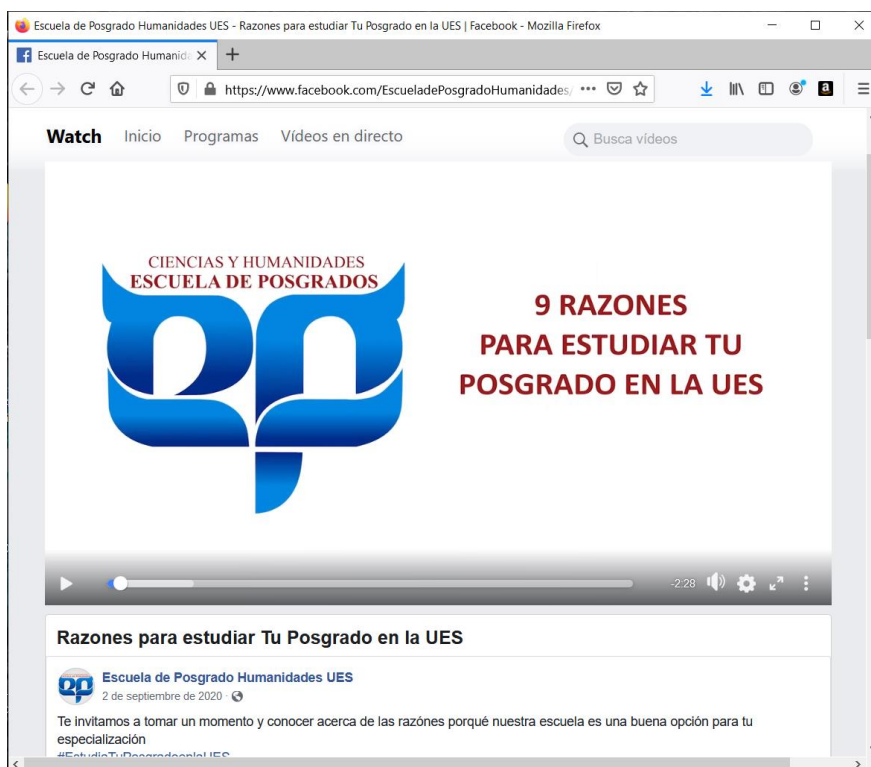 Escuela de Posgrado Humanidades UES - Razones para estudiar Tu Posgrado en la UES | Facebook - Mozilla Firefox
Escuela de Posgrado Humanid
https://www.facebook.com/EscueladePosgradoHumanidades/
Watch Inicio Programas Vídeos en directo Busca vídeos
CIENCIAS Y HUMANIDADES
ESCUELA DE POSGRADOS
9 RAZONES
PARA ESTUDIAR TU
POSGRADO EN LA UES
-2:28
Razones para estudiar Tu Posgrado en la UES
Escuela de Posgrado Humanidades UES
2 de septiembre de 2020
Te invitamos a tomar un momento y conocer acerca de las razónes porqué nuestra escuela es una buena opción para tu
especialización
#EstudiaTuPosgradoenlaUES